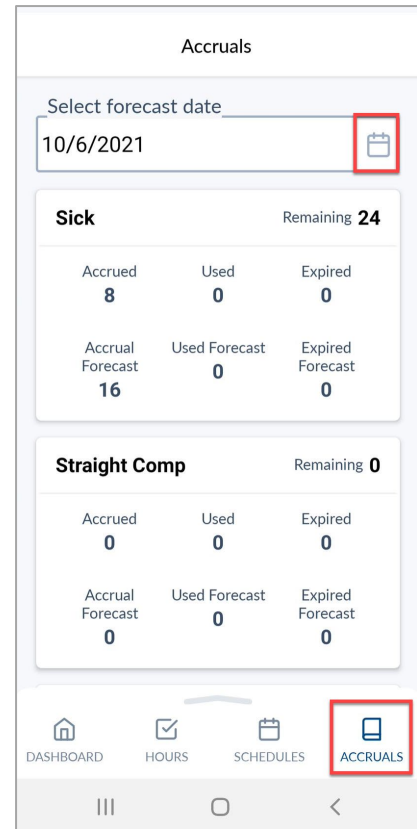 Accruals
Select forecast date
10/6/2021
Sick Remaining 24
Accrued Used Expired
8 0 0
Accrual Used Forecast Expired
Forecast 0 Forecast
16 0
Straight Comp Remaining 0
Accrued Used Expired
0 0 0
Accrual Used Forecast Expired
Forecast 0 Forecast
0 0
DASHBOARD HOURS SCHEDULES ACCRUALS